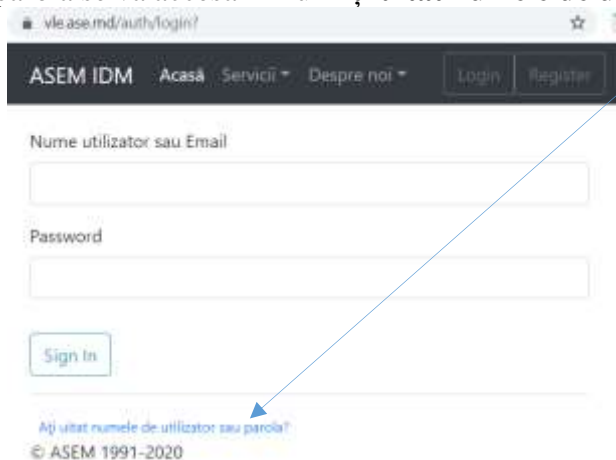 vle.ase.md/auth/login?
ASEM IDM Acasă Servicii Despre noi Login Register
Nume utilizator sau Email
Password
Sign In
Ați uitat numele de utilizator sau parola?
© ASEM 1991-2020